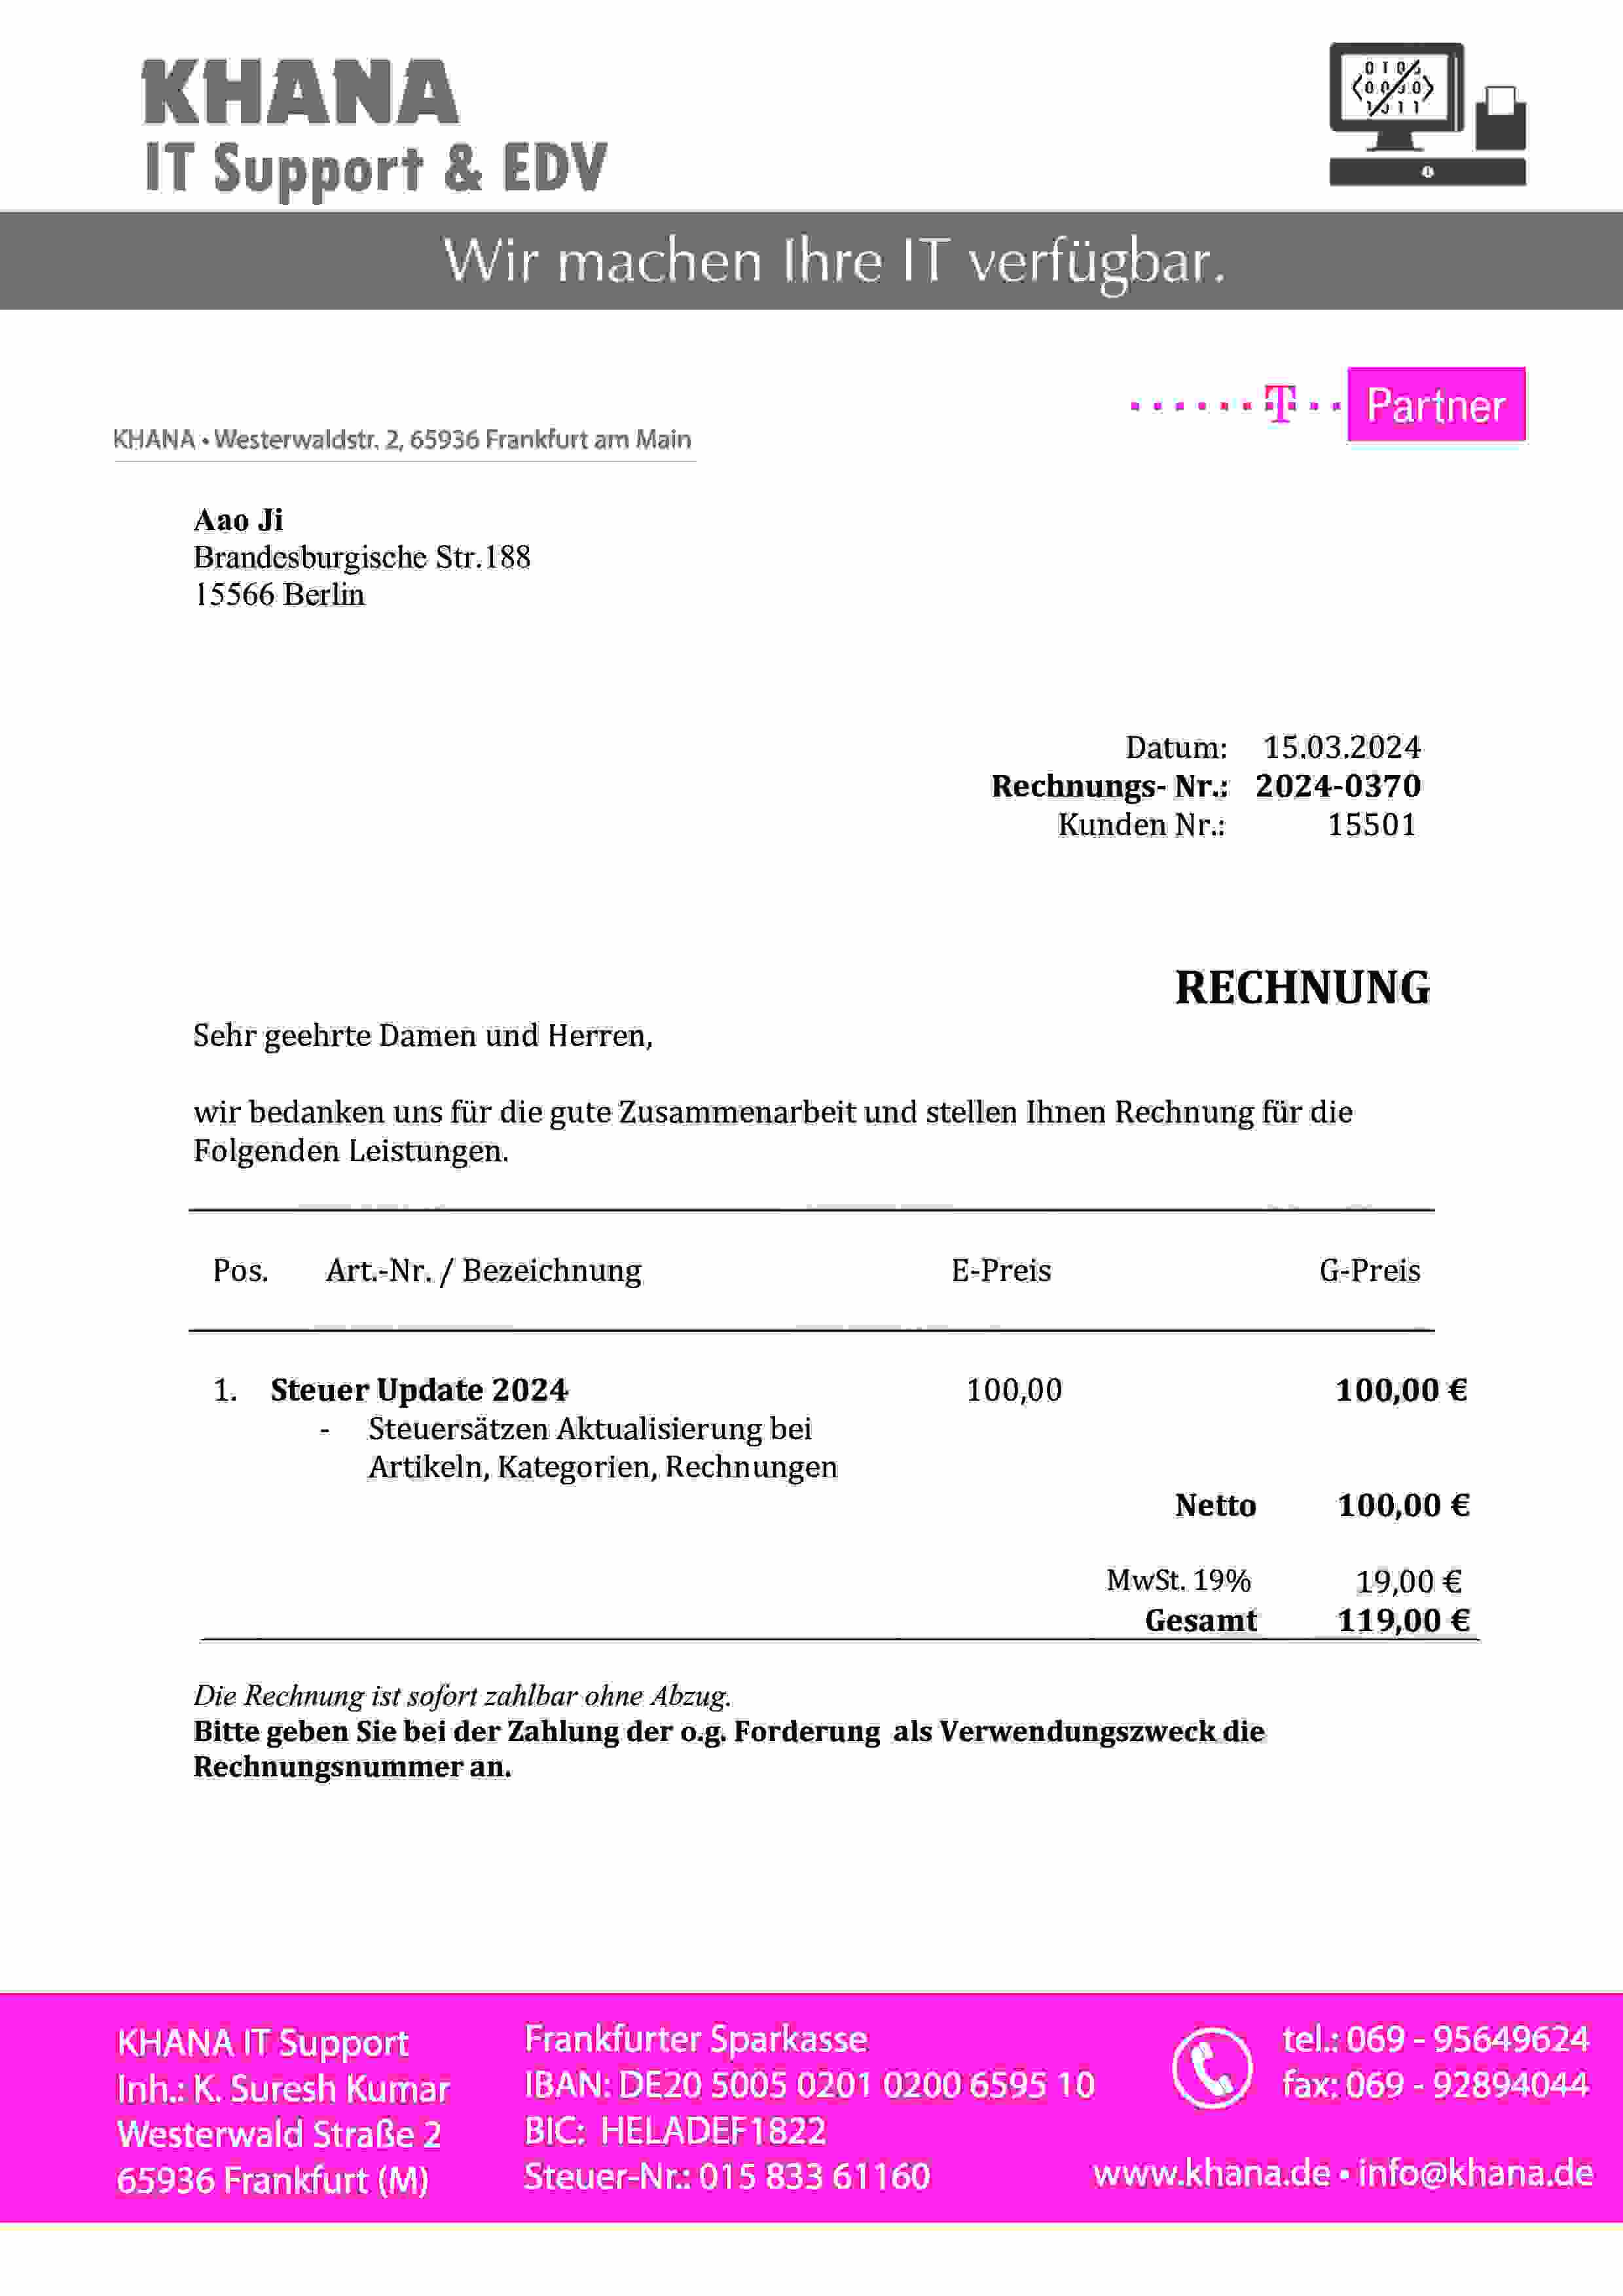 KHANA
IT Support & EDV
Wir machen Ihre IT verfügbar.
T Partner
KHANA • Westerwaldstr. 2, 65936 Frankfurt am Main
Aao Ji
Brandesburgische Str.188
15566 Berlin
Datum: 15.03.2024
Rechnungs- Nr.: 2024-0370
Kunden Nr.: 15501
RECHNUNG
Sehr geehrte Damen und Herren,
wir bedanken uns für die gute Zusammenarbeit und stellen Ihnen Rechnung für die
Folgenden Leistungen.
Pos. Art.-Nr. / Bezeichnung E-Preis G-Preis
1. Steuer Update 2024 100,00 100,00 €
- Steuersätzen Aktualisierung bei
Artikeln, Kategorien, Rechnungen
Netto 100,00 €
MwSt. 19% 19,00 €
Gesamt 119,00 €
Die Rechnung ist sofort zahlbar ohne Abzug.
Bitte geben Sie bei der Zahlung der o.g. Forderung als Verwendungszweck die
Rechnungsnummer an.
KHANA IT Support
Inh.: K. Suresh Kumar
Westerwald Straße 2
65936 Frankfurt (M)
Frankfurter Sparkasse
IBAN: DE20 5005 0201 0200 6595 10
BIC: HELADEF1822
Steuer-Nr.: 015 833 61160
tel.: 069 - 95649624
fax: 069 - 92894044
www.khana.de • info@khana.de